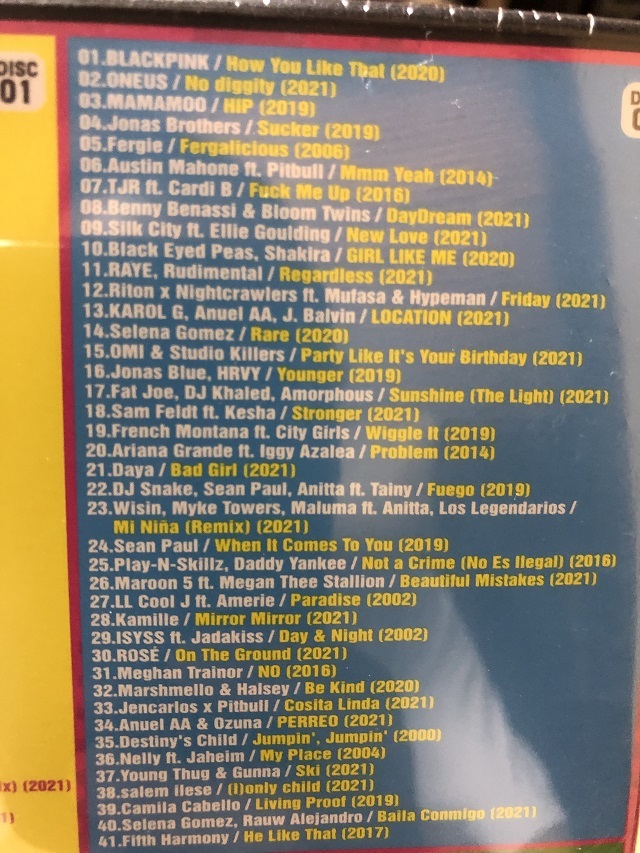 DISC
01
01.BLACKPINK / How You Like That (2020)
02.ONEUS / No diggity (2021)
03.MAMAMOO / HIP (2019)
04.Jonas Brothers / Sucker (2019)
05.Fergie / Fergalicious (2006)
06.Austin Mahone ft. Pitbull / Mmm Yeah (2014)
07.TJR ft. Cardi B / Fuck Me Up (2016)
08.Benny Benassi & Bloom Twins / DayDream (2021)
09.Silk City ft. Ellie Goulding / New Love (2021)
10.Black Eyed Peas, Shakira / GIRL LIKE ME (2020)
11.RAYE, Rudimental / Regardless (2021)
12.Riton x Nightcrawlers ft. Mufasa & Hypeman / Friday (2021)
13.KAROL G, Anuel AA, J. Balvin / LOCATION (2021)
14.Selena Gomez / Rare (2020)
15.OMI & Studio Killers / Party Like It's Your Birthday (2021)
16.Jonas Blue, HRVY / Younger (2019)
17.Fat Joe, DJ Khaled, Amorphous / Sunshine (The Light) (2021)
18.Sam Feldt ft. Kesha / Stronger (2021)
19.French Montana ft. City Girls / Wiggle It (2019)
20.Ariana Grande ft. Iggy Azalea / Problem (2014)
21.Daya / Bad Girl (2021)
22.DJ Snake, Sean Paul, Anitta ft. Tainy / Fuego (2019)
23.Wisin, Myke Towers, Maluma ft. Anitta, Los Legendarios /
Mi Niña (Remix) (2021)
24.Sean Paul / When It Comes To You (2019)
25.Play-N-Skillz, Daddy Yankee / Not a Crime (No Es Ilegal) (2016)
26.Maroon 5 ft. Megan Thee Stallion / Beautiful Mistakes (2021)
27.LL Cool J ft. Amerie / Paradise (2002)
28.Kamille / Mirror Mirror (2021)
29.ISYSS ft. Jadakiss / Day & Night (2002)
30.ROSÉ / On The Ground (2021)
31.Meghan Trainor / NO (2016)
32.Marshmello & Halsey / Be Kind (2020)
33.Jencarlos x Pitbull / Cosita Linda (2021)
34.Anuel AA & Ozuna / PERREO (2021)
35.Destiny's Child / Jumpin', Jumpin' (2000)
36.Nelly ft. Jaheim / My Place (2004)
37.Young Thug & Gunna / Ski (2021)
38.salem ilese / (I)only child (2021)
39.Camila Cabello / Living Proof (2019)
40.Selena Gomez, Rauw Alejandro / Baila Conmigo (2021)
41.Fifth Harmony / He Like That (2017)
(2021)